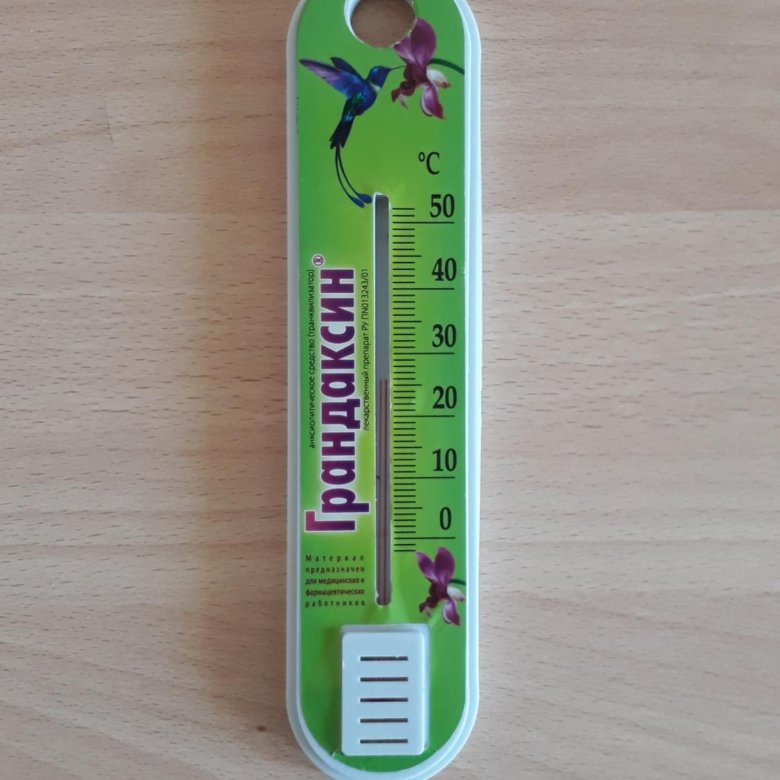 °C
50
40
30
20
10
0
анксиолитическое средство (транквилизатор)
Грандаксин®
лекарственный препарат РУ ПN013243/01
Материал
предназначен
для медицинских и
фармацевтических
работников